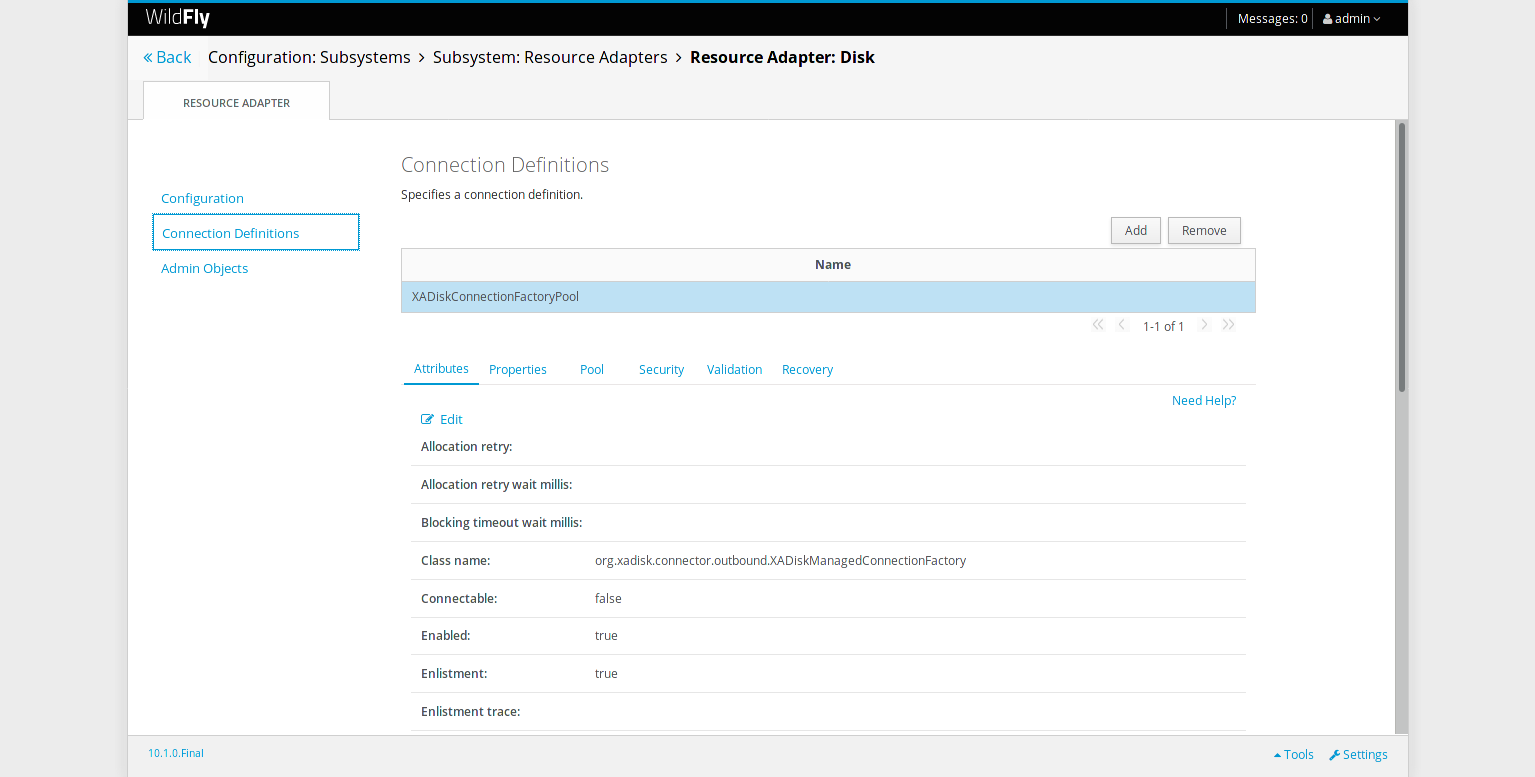 WildFly
Messages: 0 admin
« Back Configuration: Subsystems > Subsystem: Resource Adapters > Resource Adapter: Disk
RESOURCE ADAPTER
Connection Definitions
Specifies a connection definition.
Configuration
Connection Definitions
Admin Objects
Add Remove
Name
XADiskConnectionFactoryPool
1-1 of 1
Attributes Properties Pool Security Validation Recovery
Need Help?
Edit
Allocation retry:
Allocation retry wait millis:
Blocking timeout wait millis:
Class name: org.xadisk.connector.outbound.XADiskManagedConnectionFactory
Connectable: false
Enabled: true
Enlistment: true
Enlistment trace:
10.1.0.Final
Tools Settings